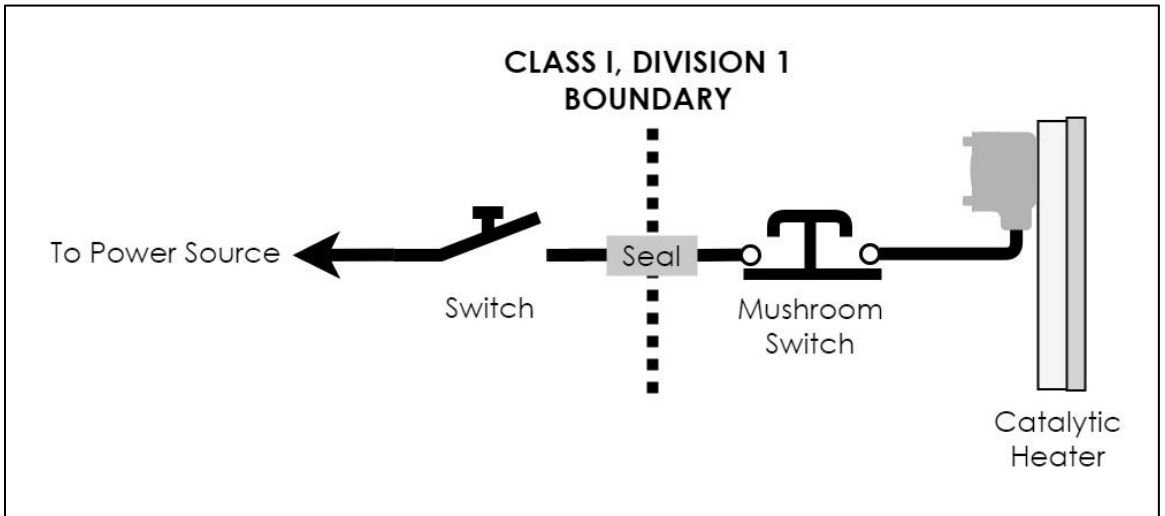 CLASS I, DIVISION 1
BOUNDARY
To Power Source
Seal
Switch
Mushroom
Switch
Catalytic
Heater